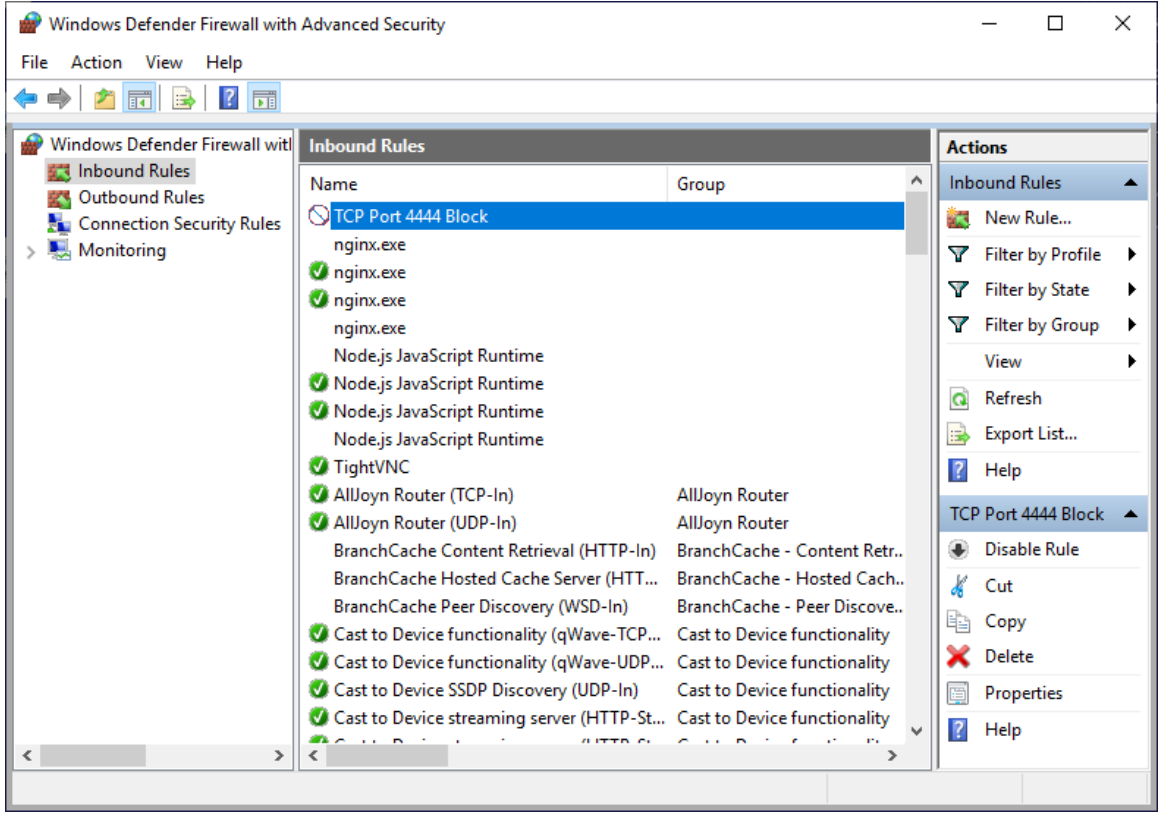 Windows Defender Firewall with Advanced Security
File Action View Help
Windows Defender Firewall witl
Inbound Rules
Outbound Rules
Connection Security Rules
Monitoring
Inbound Rules
Name Group
TCP Port 4444 Block
nginx.exe
nginx.exe
nginx.exe
nginx.exe
Node.js JavaScript Runtime
Node.js JavaScript Runtime
Node.js JavaScript Runtime
Node.js JavaScript Runtime
TightVNC
AllJoyn Router (TCP-In) AllJoyn Router
AllJoyn Router (UDP-In) AllJoyn Router
BranchCache Content Retrieval (HTTP-In) BranchCache - Content Retr..
BranchCache Hosted Cache Server (HTT... BranchCache - Hosted Cach..
BranchCache Peer Discovery (WSD-In) BranchCache - Peer Discove..
Cast to Device functionality (qWave-TCP... Cast to Device functionality
Cast to Device functionality (qWave-UDP... Cast to Device functionality
Cast to Device SSDP Discovery (UDP-In) Cast to Device functionality
Cast to Device streaming server (HTTP-St... Cast to Device functionality
Actions
Inbound Rules
New Rule...
Filter by Profile
Filter by State
Filter by Group
View
Refresh
Export List...
Help
TCP Port 4444 Block
Disable Rule
Cut
Copy
Delete
Properties
Help